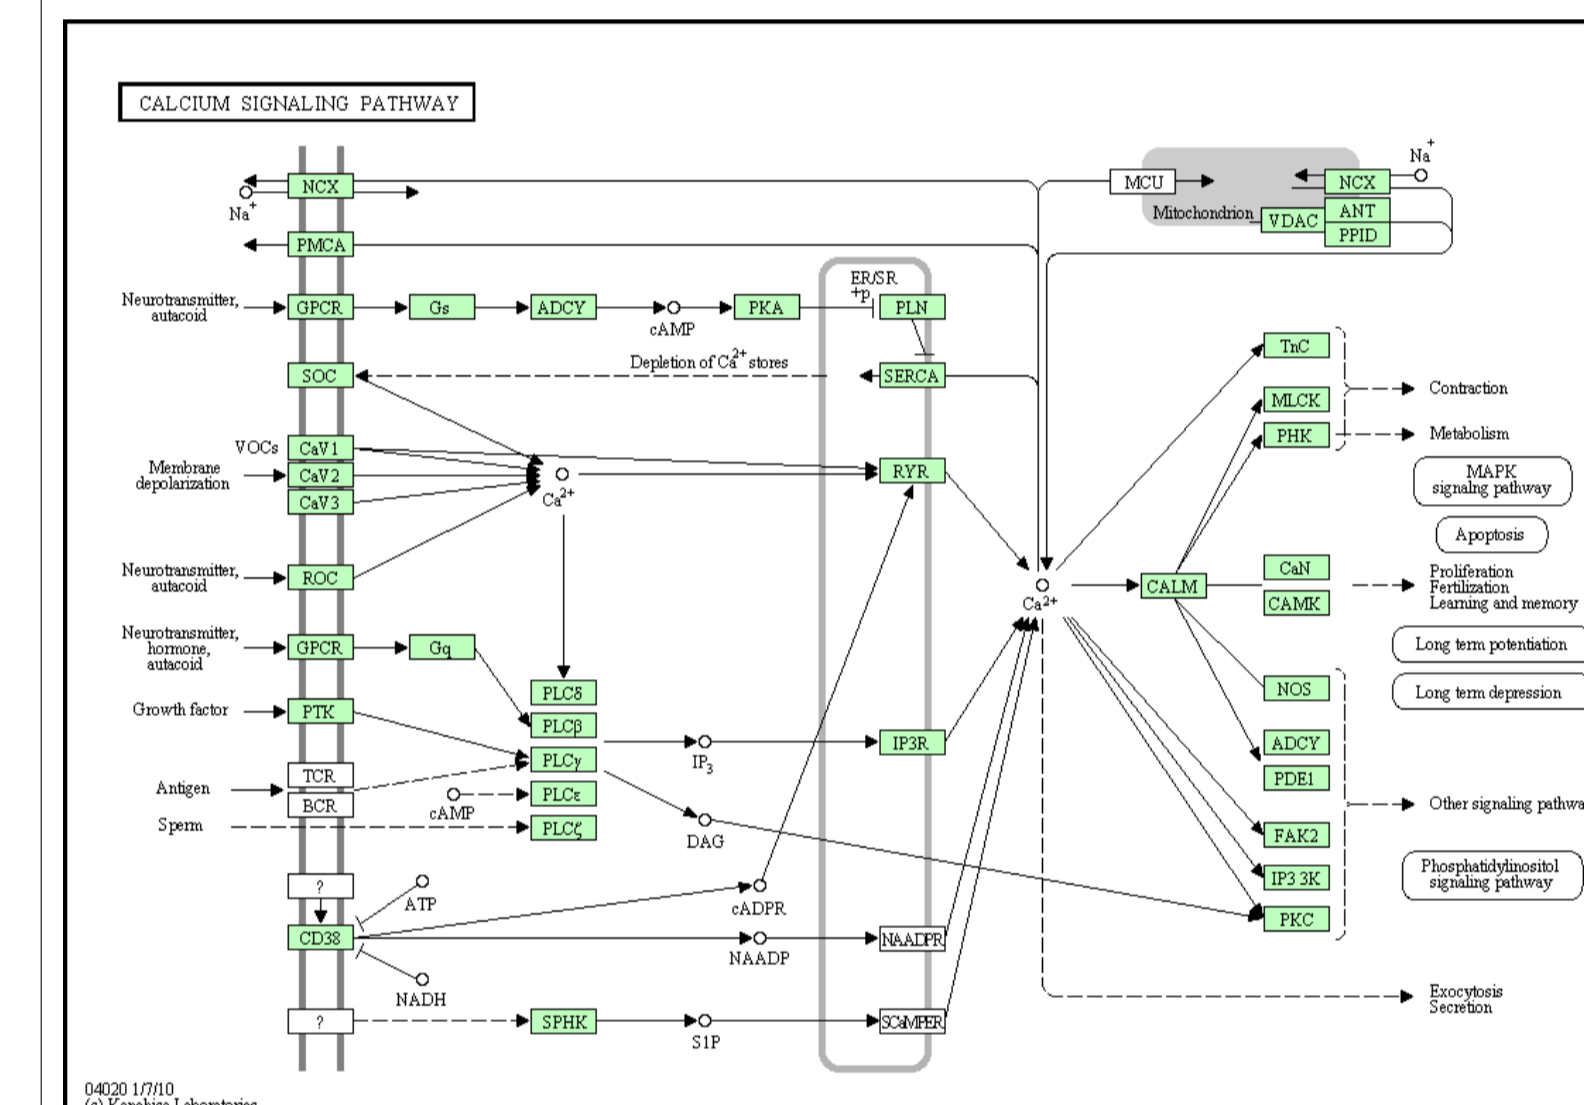 CALCIUM SIGNALING PATHWAY
Na+
NCX
Na+
MCU
NCX
Mitochondrion
VDAC
ANT
PPID
PMCA
ER/SR
+p
Neurotransmitter,
autacoid
GPCR
Gs
ADCY
cAMP
PKA
PLN
Depletion of Ca2+ stores
SOC
SERCA
TnC
Contraction
MLCK
PHK
Metabolism
VOCs
CaV1
Membrane
depolarization
CaV2
CaV3
Ca2+
RYR
MAPK
signalng pathway
Apoptosis
Neurotransmitter,
autacoid
ROC
Ca2+
CALM
CaN
CAMK
Proliferation
Fertilization
Learning and memory
Neurotransmitter,
hormone,
autacoid
GPCR
Gq
Long term potentiation
Long term depression
PLCδ
PLCβ
PLCγ
PLCε
PLCζ
Growth factor
PTK
IP3
IP3R
NOS
ADCY
PDE1
Antigen
TCR
BCR
cAMP
Sperm
DAG
Other signaling pathwa
FAK2
IP3 3K
PKC
Phosphatidylinositol
signaling pathway
?
ATP
cADPR
CD38
NAADP
NAADPR
NADH
?
SPHK
S1P
SCaMPER
Exocytosis
Secretion
04020 1/7/10
(c) Kanehisa Laboratories